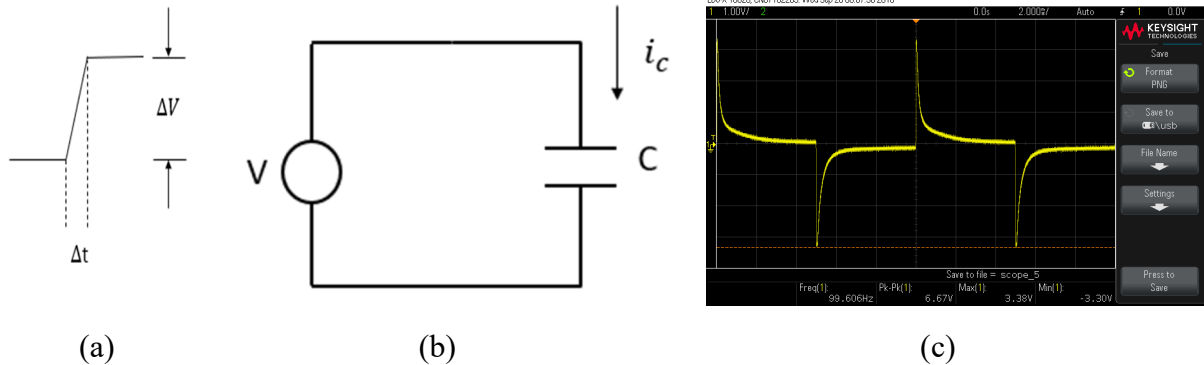 ΔV
Δt
(a)
V
i_c
C
(b)
1 1.00V/ 2 0.0s 2.000㎳/ Auto 1 0.0V
KEYSIGHT
TECHNOLOGIES
Save
Format
PNG
Save to
\usb
File Name
Settings
Press to
Save
Save to file = scope_5
Freq(1): Pk-Pk(1): Max(1): Min(1):
99.606Hz 6.67V 3.38V -3.30V
(c)